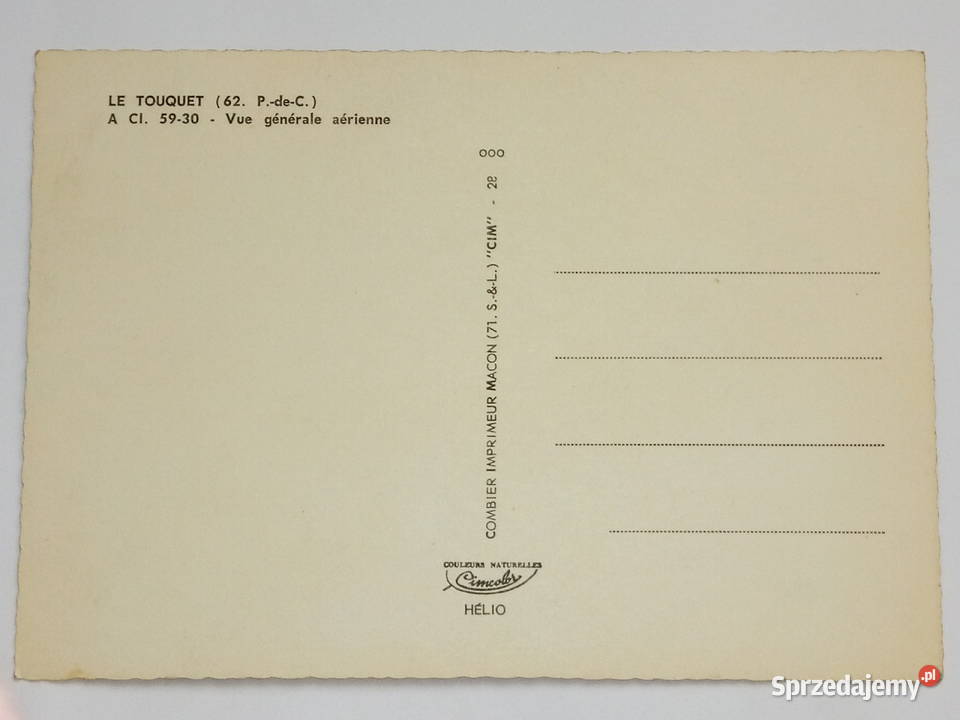 LE TOUQUET (62. P.-de-C.)
A Cl. 59-30 - Vue générale aérienne
COMBIER IMPRIMEUR MACON (71. S.-&-L.) "CIM" - 28 000
COULEURS NATURELLES
Cimcolor
HÉLIO
Sprzedajemy.pl